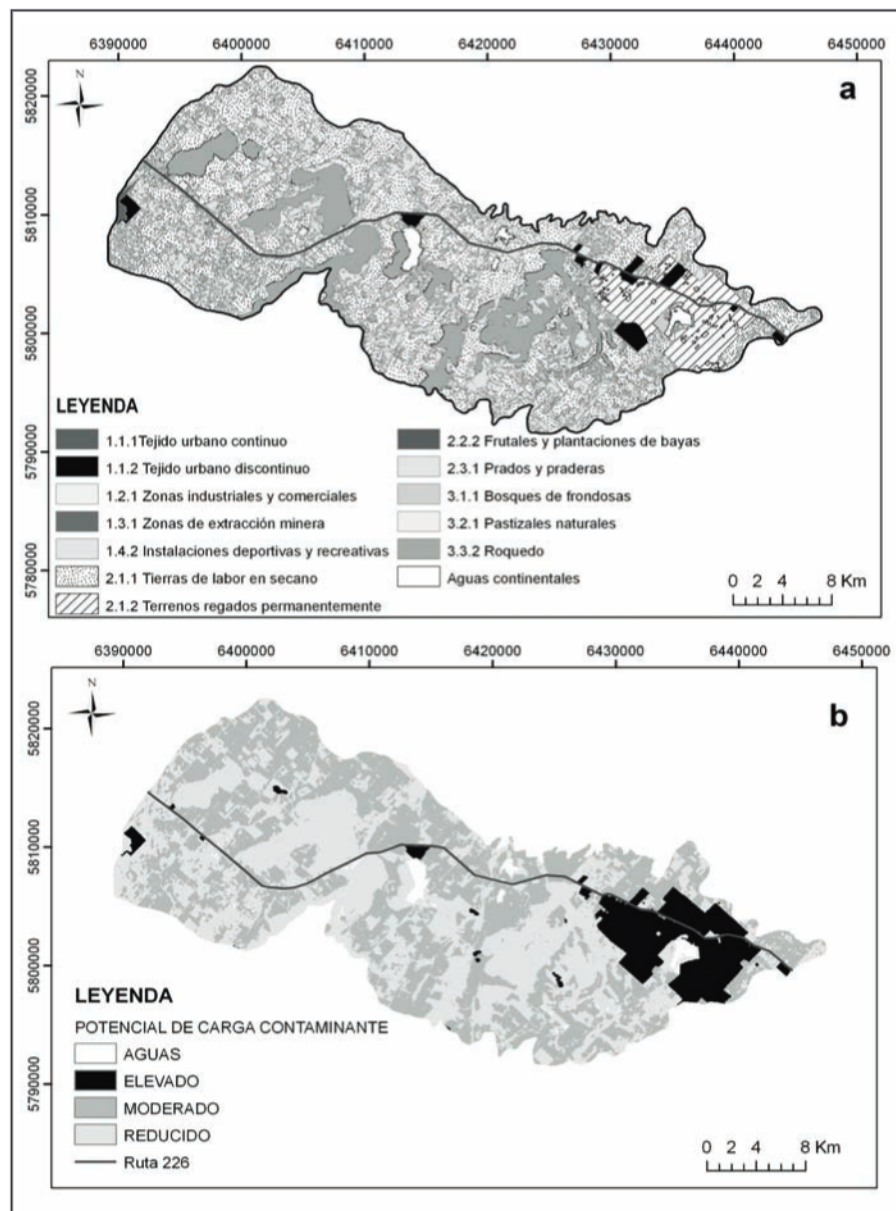 6390000 6400000 6410000 6420000 6430000 6440000 6450000
N
a
5820000
5810000
5800000
5790000
5780000
LEYENDA
1.1.1Tejido urbano continuo
1.1.2 Tejido urbano discontinuo
1.2.1 Zonas industriales y comerciales
1.3.1 Zonas de extracción minera
1.4.2 Instalaciones deportivas y recreativas
2.1.1 Tierras de labor en secano
2.1.2 Terrenos regados permanentemente
2.2.2 Frutales y plantaciones de bayas
2.3.1 Prados y praderas
3.1.1 Bosques de frondosas
3.2.1 Pastizales naturales
3.3.2 Roquedo
Aguas continentales
0 2 4 8 Km
6390000 6400000 6410000 6420000 6430000 6440000 6450000
N
b
5820000
5810000
5800000
5790000
LEYENDA
POTENCIAL DE CARGA CONTAMINANTE
AGUAS
ELEVADO
MODERADO
REDUCIDO
Ruta 226
0 2 4 8 Km